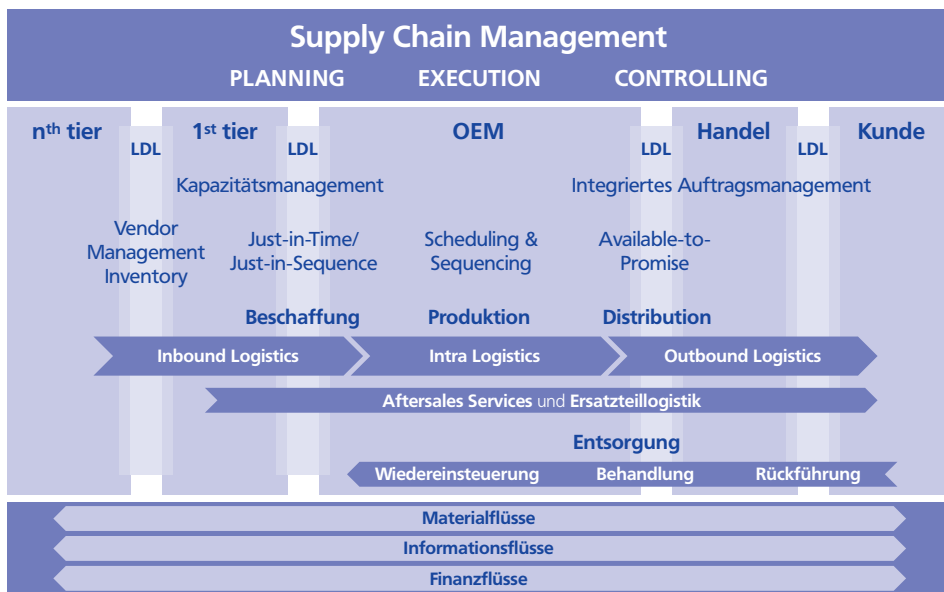 Supply Chain Management
PLANNING EXECUTION CONTROLLING
nth tier 1st tier OEM Handel Kunde
LDL LDL LDL LDL
Kapazitätsmanagement Integriertes Auftragsmanagement
Vendor
Management
Inventory
Just-in-Time/
Just-in-Sequence
Scheduling &
Sequencing
Available-to-
Promise
Beschaffung Produktion Distribution
Inbound Logistics Intra Logistics Outbound Logistics
Aftersales Services und Ersatzteillogistik
Entsorgung
Wiedereinsteuerung Behandlung Rückführung
Materialflüsse
Informationsflüsse
Finanzflüsse